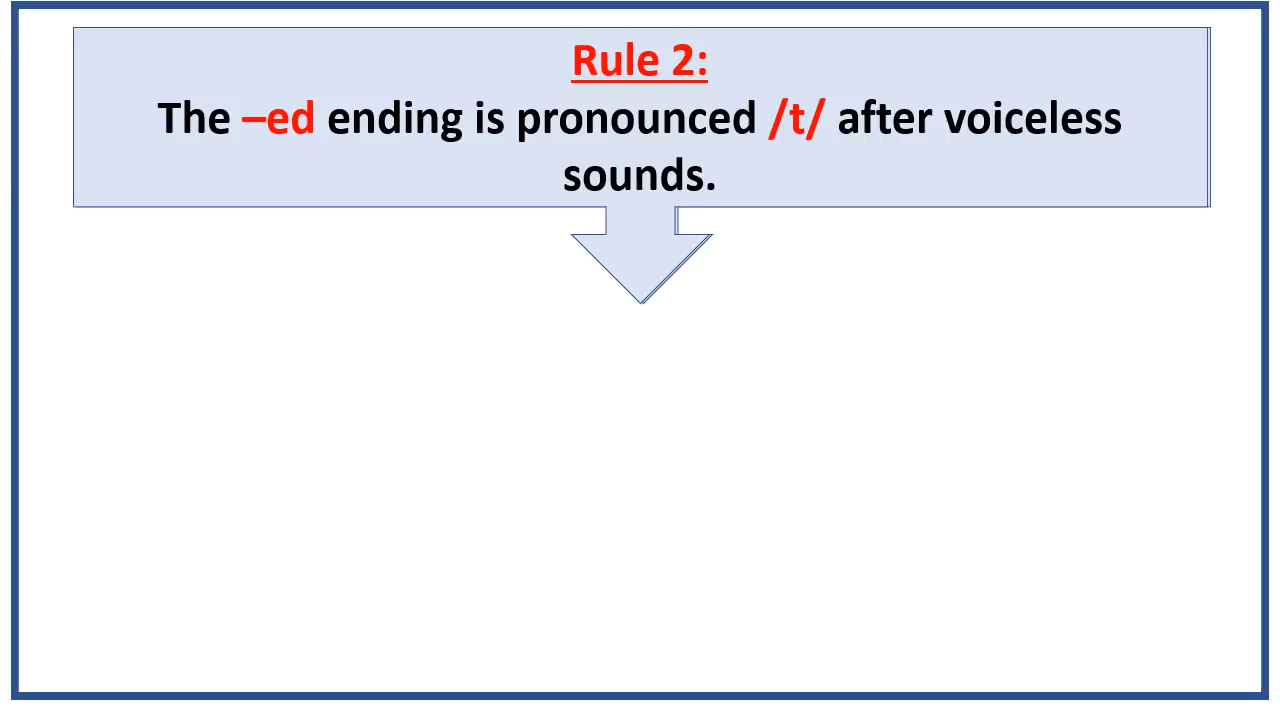 Rule 2:
The –ed ending is pronounced /t/ after voiceless
sounds.